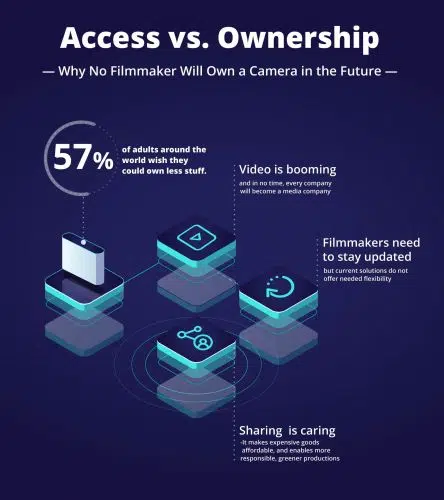 Access vs. Ownership
— Why No Filmmaker Will Own a Camera in the Future —
57%
of adults around the
world wish they
could own less stuff.
Video is booming
and in no time, every company
will become a media company
Filmmakers need
to stay updated
but current solutions do not
offer needed flexibility
Sharing is caring
-It makes expensive goods
affordable, and enables more
responsible, greener productions